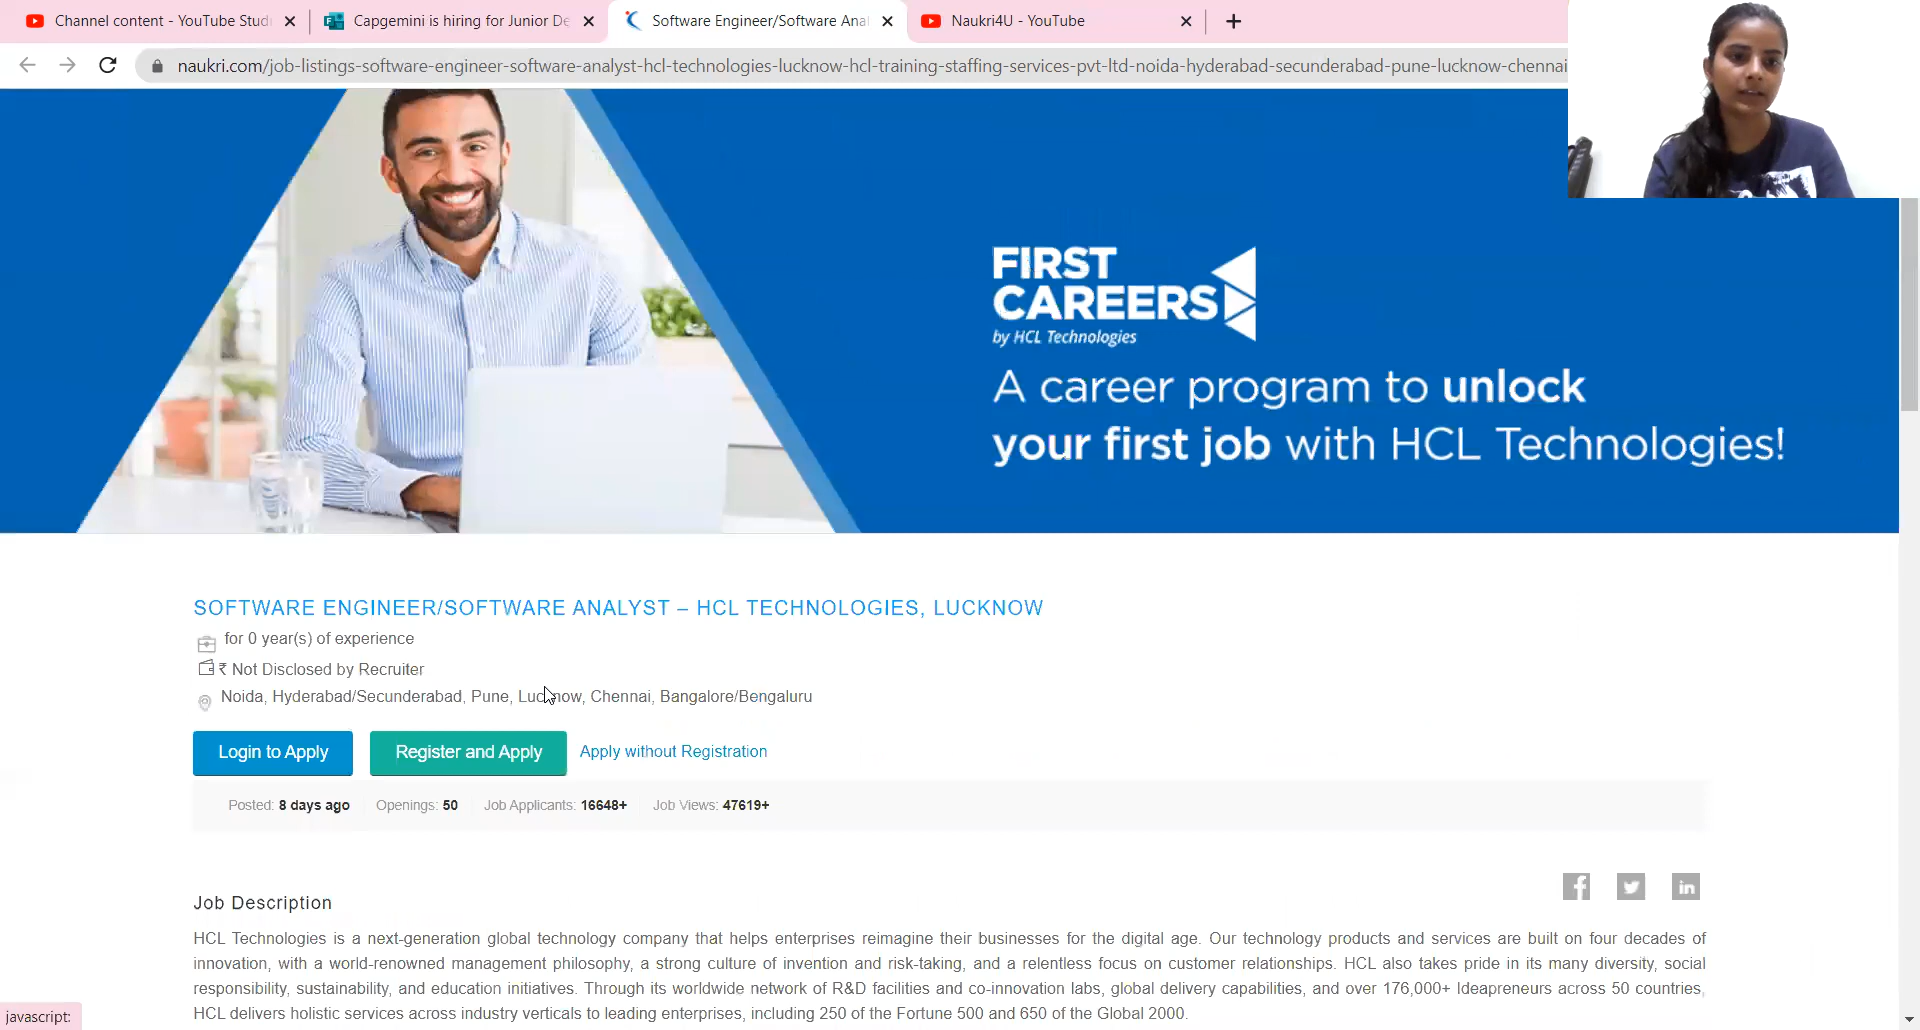 Channel content - YouTube Stud
Capgemini is hiring for Junior De
Software Engineer/Software Anal
Naukri4U - YouTube
naukri.com/job-listings-software-engineer-software-analyst-hcl-technologies-lucknow-hcl-training-staffing-services-pvt-ltd-noida-hyderabad-secunderabad-pune-lucknow-chennai
FIRST
CAREERS
by HCL Technologies
A career program to unlock
your first job with HCL Technologies!
SOFTWARE ENGINEER/SOFTWARE ANALYST – HCL TECHNOLOGIES, LUCKNOW
for 0 year(s) of experience
₹ Not Disclosed by Recruiter
Noida, Hyderabad/Secunderabad, Pune, Lucknow, Chennai, Bangalore/Bengaluru
Login to Apply Register and Apply Apply without Registration
Posted: 8 days ago Openings: 50 Job Applicants: 16648+ Job Views: 47619+
Job Description
HCL Technologies is a next-generation global technology company that helps enterprises reimagine their businesses for the digital age. Our technology products and services are built on four decades of
innovation, with a world-renowned management philosophy, a strong culture of invention and risk-taking, and a relentless focus on customer relationships. HCL also takes pride in its many diversity, social
responsibility, sustainability, and education initiatives. Through its worldwide network of R&D facilities and co-innovation labs, global delivery capabilities, and over 176,000+ Ideapreneurs across 50 countries,
HCL delivers holistic services across industry verticals to leading enterprises, including 250 of the Fortune 500 and 650 of the Global 2000.
javascript: